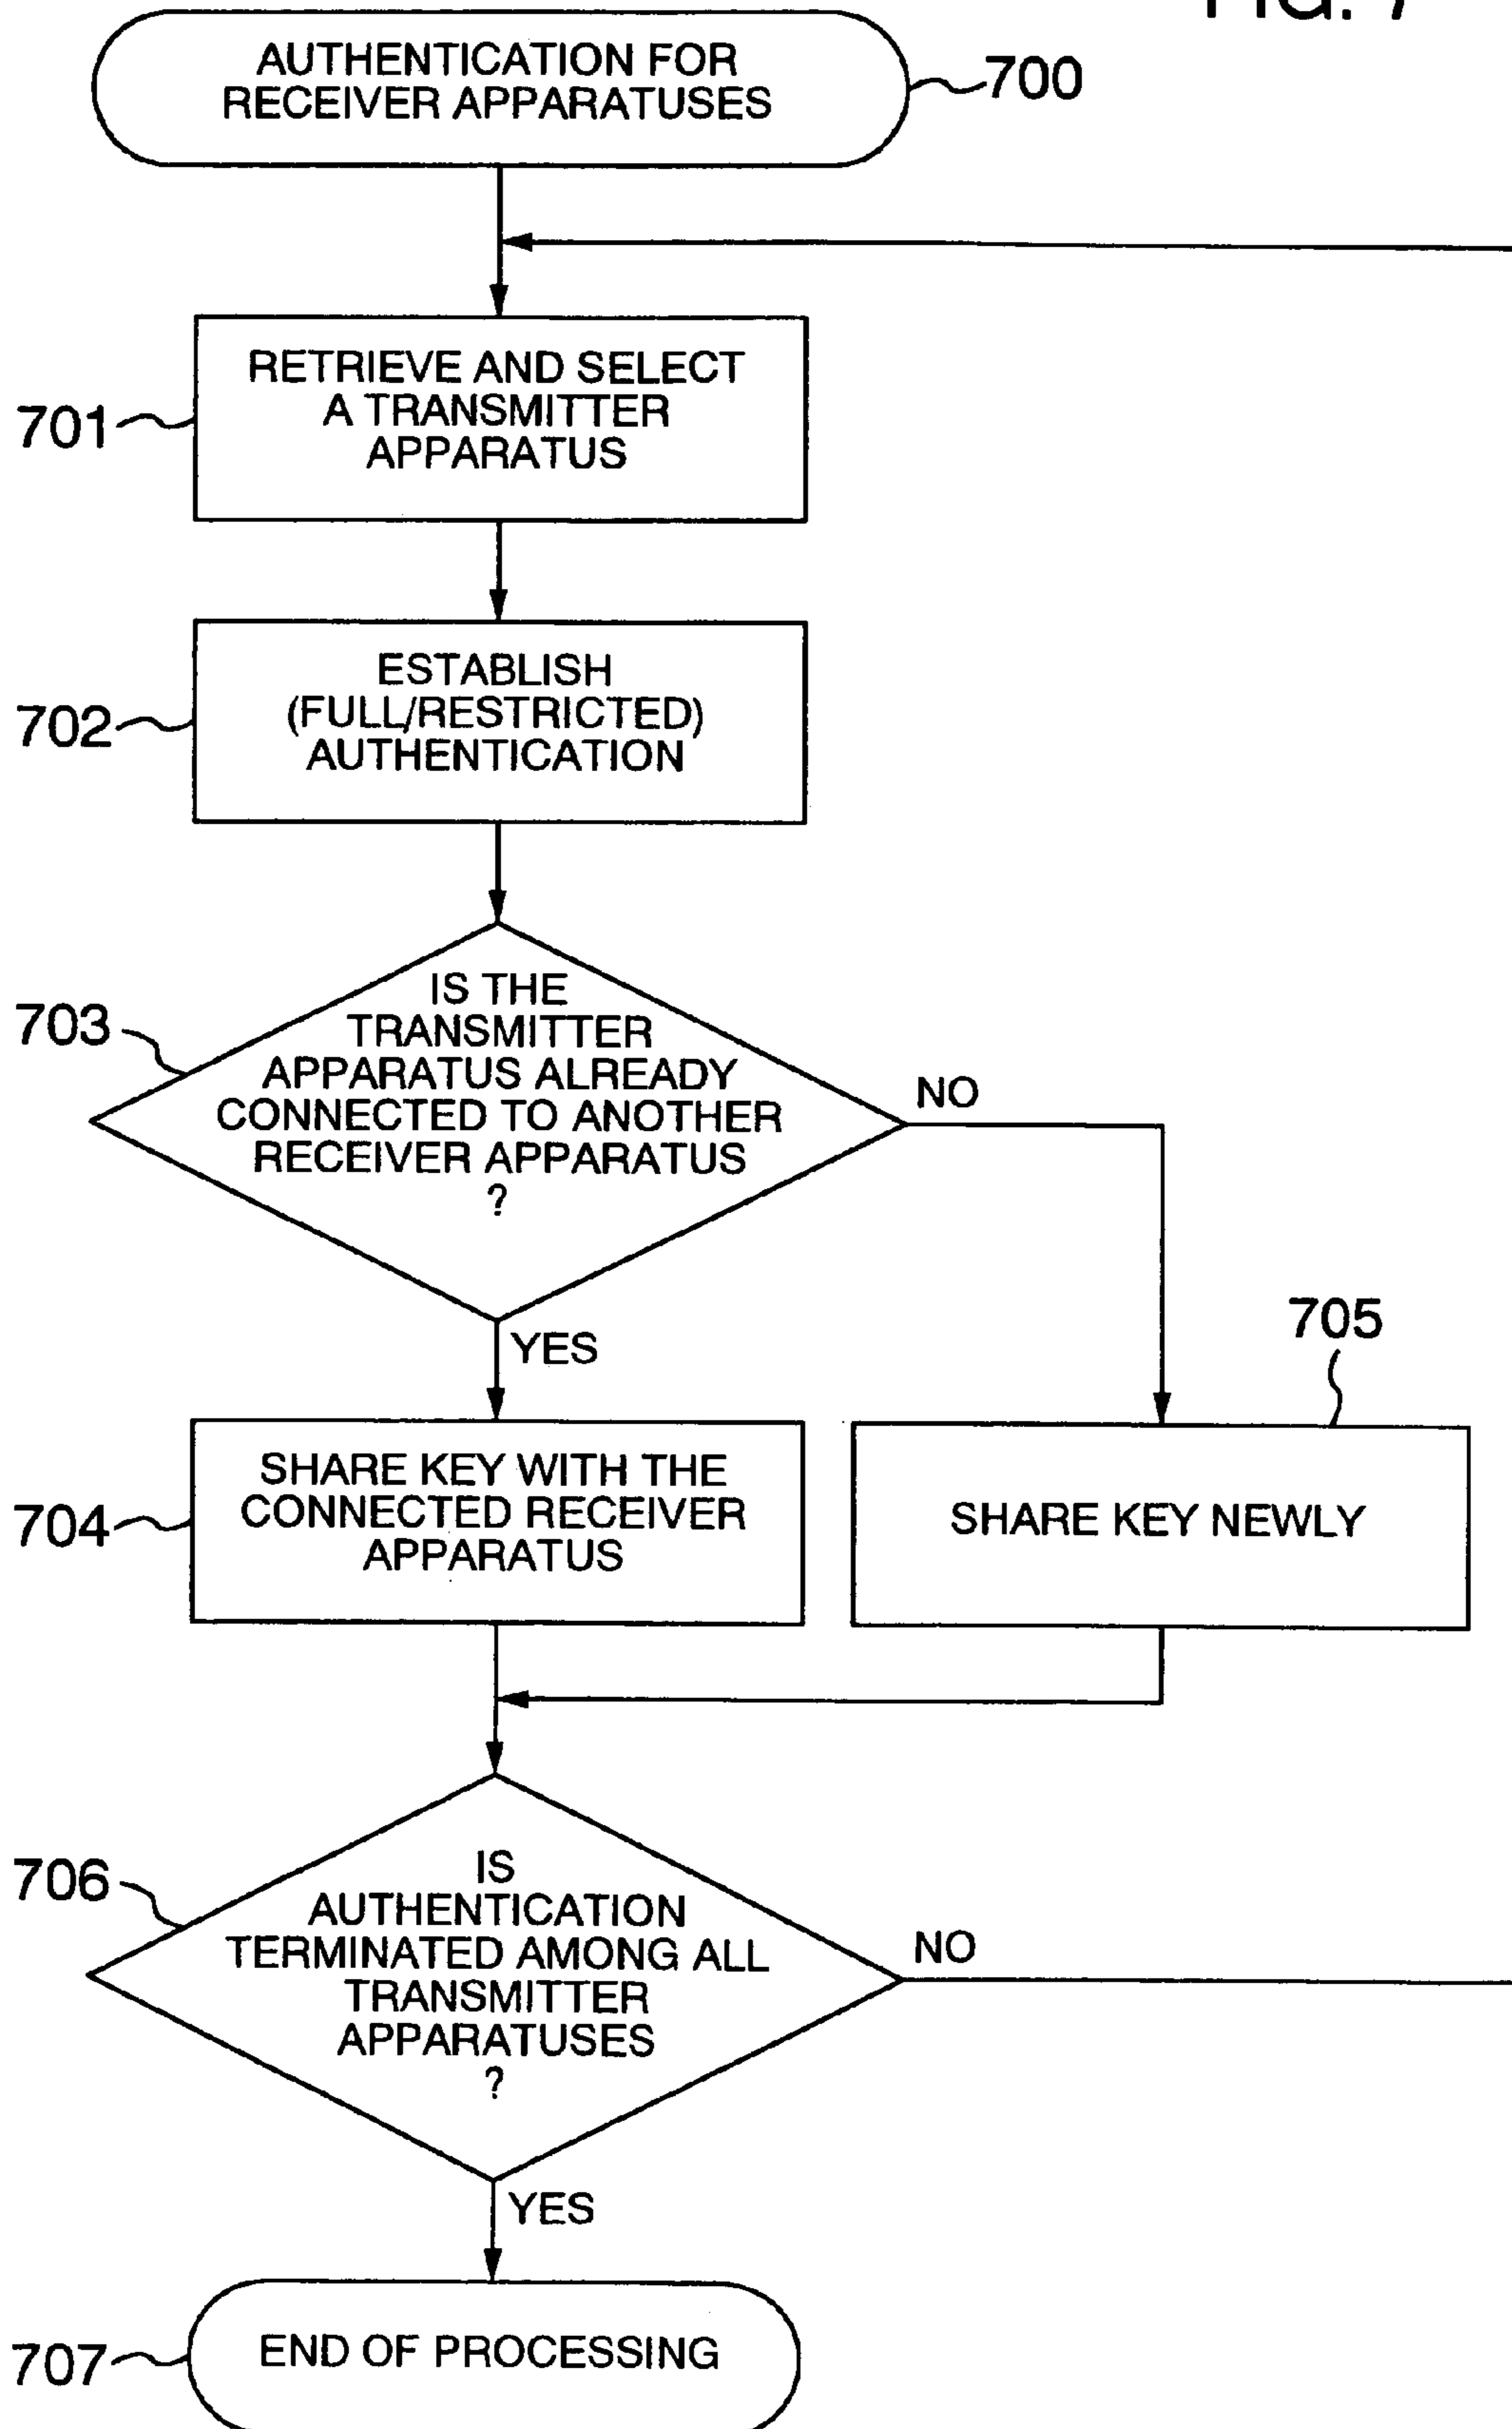 FIG. 7
AUTHENTICATION FOR
RECEIVER APPARATUSES
700
RETRIEVE AND SELECT
A TRANSMITTER
APPARATUS
701
ESTABLISH
(FULL/RESTRICTED)
AUTHENTICATION
702
IS THE
TRANSMITTER
APPARATUS ALREADY
CONNECTED TO ANOTHER
RECEIVER APPARATUS
?
703
NO
YES
705
SHARE KEY WITH THE
CONNECTED RECEIVER
APPARATUS
704
SHARE KEY NEWLY
IS
AUTHENTICATION
TERMINATED AMONG ALL
TRANSMITTER
APPARATUSES
?
706
NO
YES
END OF PROCESSING
707